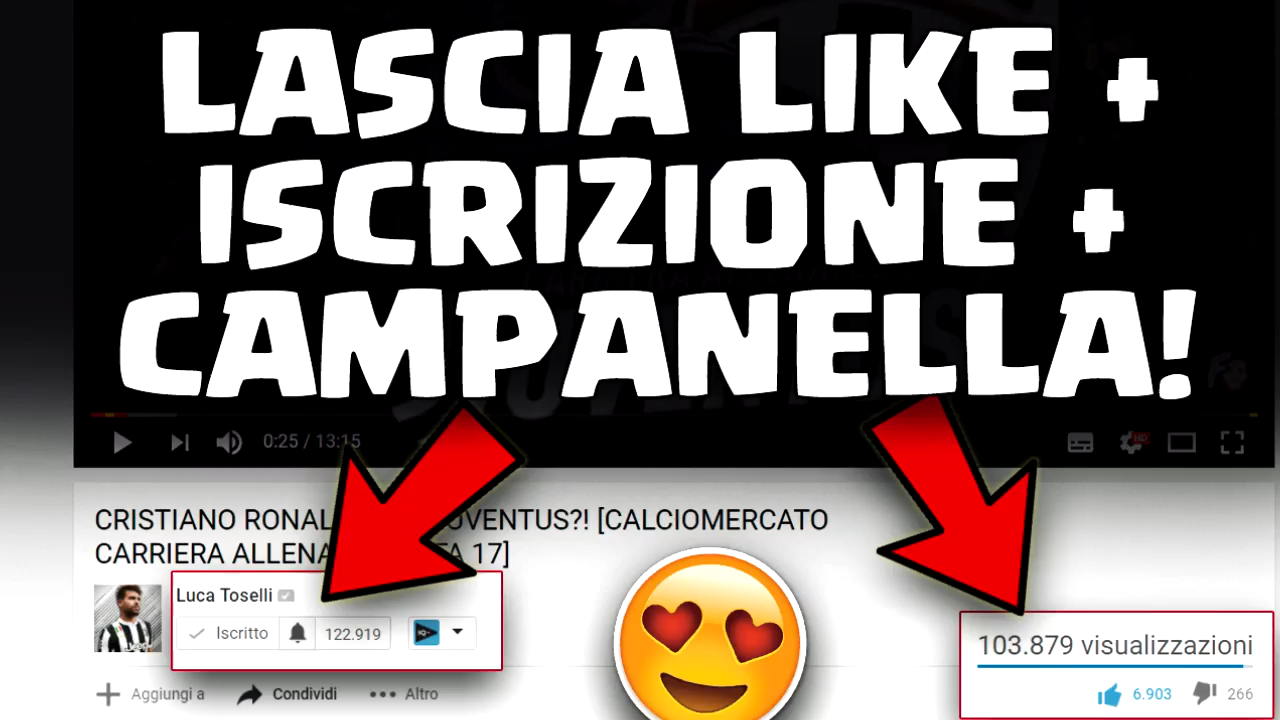 LASCIA LIKE +
ISCRIZIONE +
CAMPANELLA!
0:25 / 13:15
HD
CRISTIANO RONAL OVENTUS?! [CALCIOMERCATO
CARRIERA ALLENA A 17]
Luca Toselli
Iscritto 122.919
103.879 visualizzazioni
Aggiungi a Condividi Altro
6.903 266